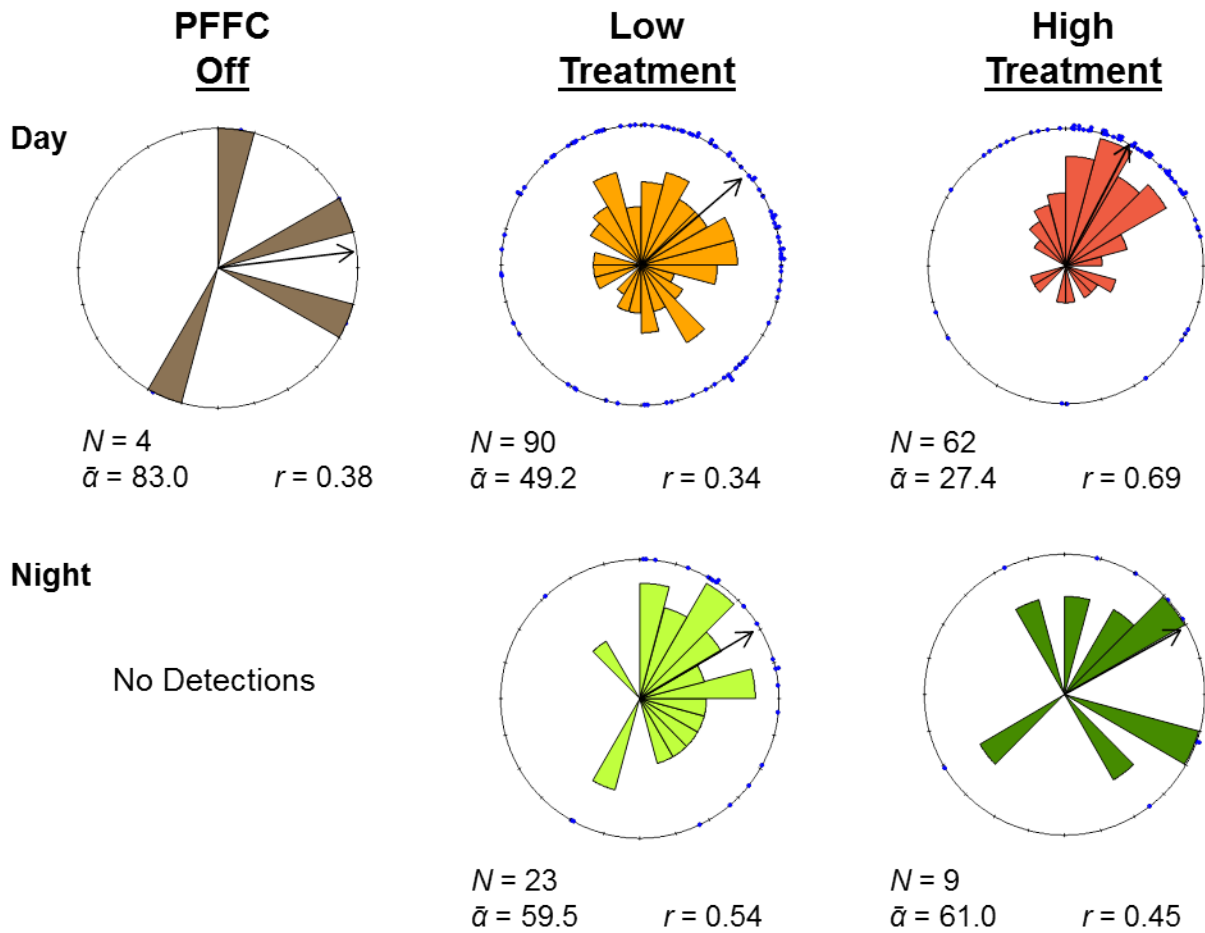 PFFC
Off
Low
Treatment
High
Treatment
Day
N = 4
ᾱ = 83.0 r = 0.38
N = 90
ᾱ = 49.2 r = 0.34
N = 62
ᾱ = 27.4 r = 0.69
Night
No Detections
N = 23
ᾱ = 59.5 r = 0.54
N = 9
ᾱ = 61.0 r = 0.45